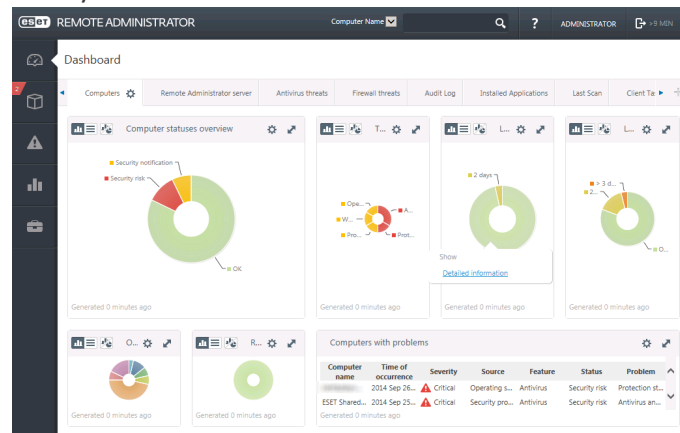 eset REMOTE ADMINISTRATOR Computer Name ? ADMINISTRATOR >9 MIN
Dashboard
2
Computers Remote Administrator server Antivirus threats Firewall threats Audit Log Installed Applications Last Scan Client Ta
Computer statuses overview
T...
L...
L...
Security notification
Security risk
OK
Ope...
W...
Pro...
A...
Prot...
2 days
> 3 d...
2...
O...
Show
Detailed information
Generated 0 minutes ago
Generated 0 minutes ago
Generated 0 minutes ago
Generated 0 minutes ago
O...
R...
Computers with problems
Computer name Time of occurrence Severity Source Feature Status Problem
2014 Sep 26... Critical Operating s... Antivirus Security risk Protection st...
ESET Shared... 2014 Sep 25... Critical Security pro... Antivirus Security risk Antivirus an...
Generated 0 minutes ago
Generated 0 minutes ago
Generated 0 minutes ago